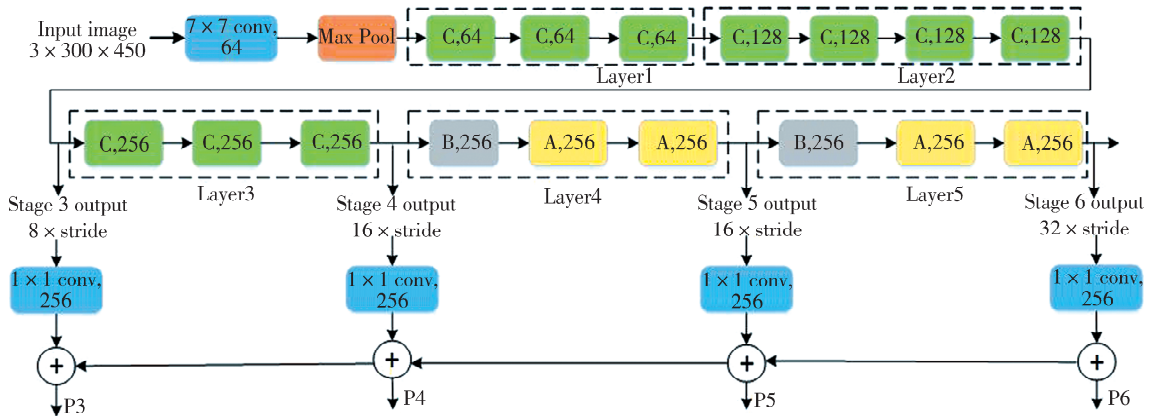 Input image
3 × 300 × 450
7 × 7 conv,
64
Max Pool
C,64
C,64
C,64
Layer1
C,128
C,128
C,128
C,128
Layer2
C,256
C,256
C,256
Layer3
B,256
A,256
A,256
Layer4
B,256
A,256
A,256
Layer5
Stage 3 output
8 × stride
Stage 4 output
16 × stride
Stage 5 output
16 × stride
Stage 6 output
32 × stride
1 × 1 conv,
256
1 × 1 conv,
256
1 × 1 conv,
256
1 × 1 conv,
256
+
+
+
+
P3
P4
P5
P6